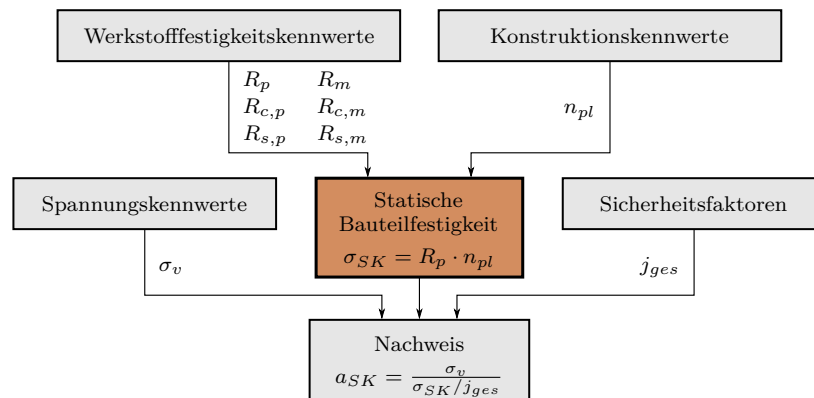 Werkstofffestigkeitskennwerte
Konstruktionskennwerte
R_p R_m
R_{c,p} R_{c,m}
R_{s,p} R_{s,m}
n_{pl}
Spannungskennwerte
Statische
Bauteilfestigkeit
σ_{SK} = R_p · n_{pl}
Sicherheitsfaktoren
σ_v
j_{ges}
Nachweis
a_{SK} = \frac{σ_v}{σ_{SK}/j_{ges}}